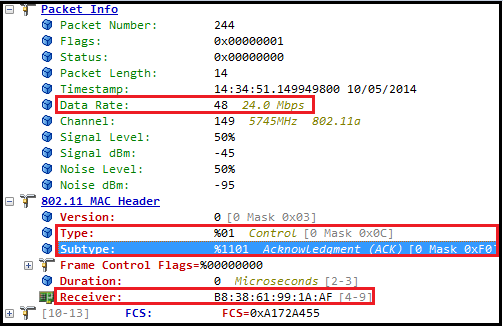 Packet Info
Packet Number: 244
Flags: 0x00000001
Status: 0x00000000
Packet Length: 14
Timestamp: 14:34:51.149949800 10/05/2014
Data Rate: 48 24.0 Mbps
Channel: 149 5745MHz 802.11a
Signal Level: 50%
Signal dBm: -45
Noise Level: 50%
Noise dBm: -95
802.11 MAC Header
Version: 0 [0 Mask 0x03]
Type: %01 Control [0 Mask 0x0C]
Subtype: %1101 Acknowledgment (ACK) [0 Mask 0xF0]
Frame Control Flags=%00000000
Duration: 0 Microseconds [2-3]
Receiver: B8:38:61:99:1A:AF [4-9]
[10-13] FCS: FCS=0xA172A455